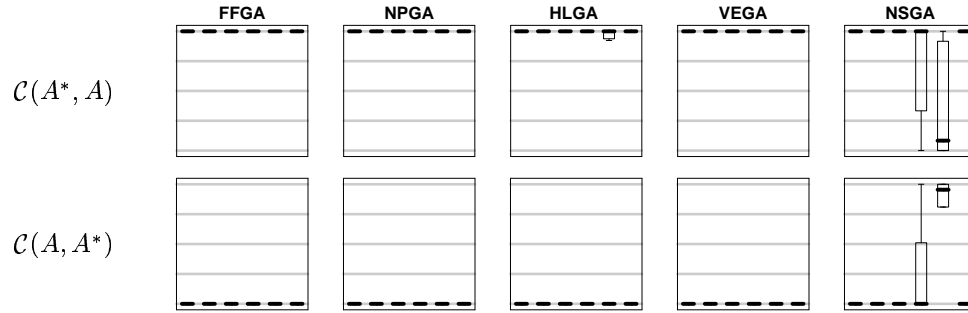 FFGA NPGA HLGA VEGA NSGA
C(A*, A)
C(A, A*)